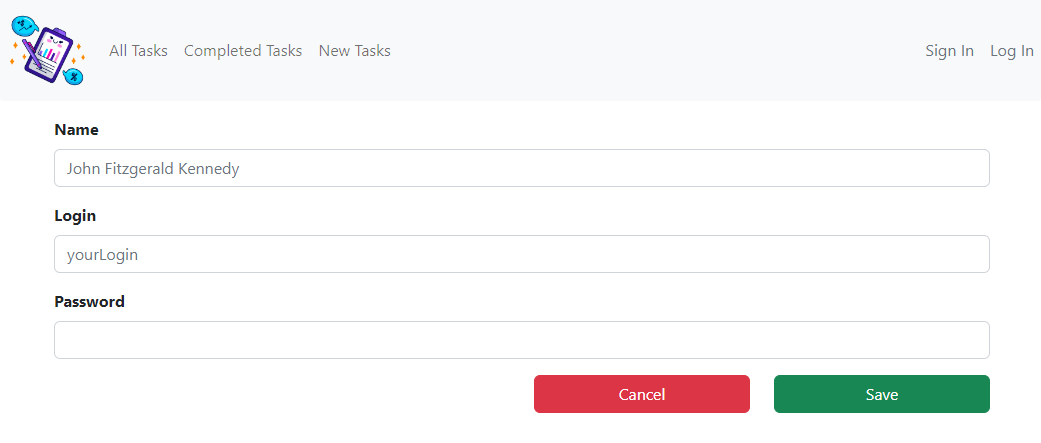 All Tasks Completed Tasks New Tasks Sign In Log In
Name
John Fitzgerald Kennedy
Login
yourLogin
Password
Cancel Save